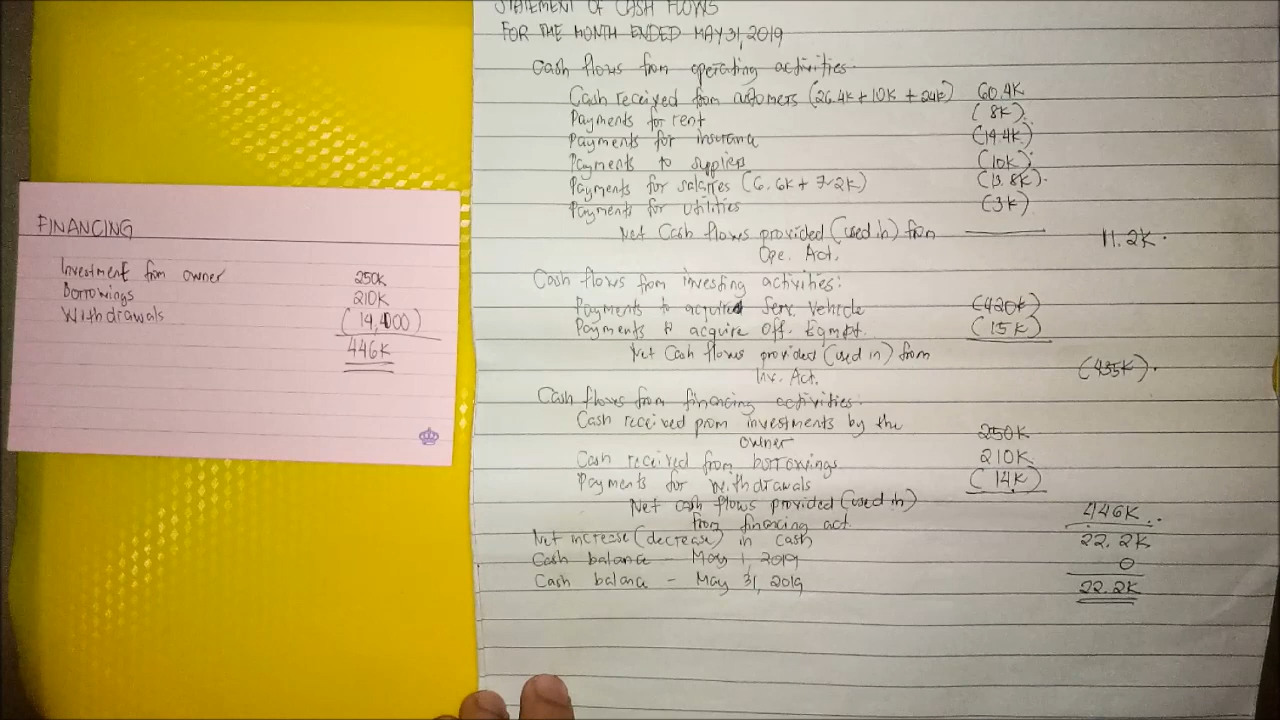 FINANCING
Investment from owner 250K
Borrowings 210K
Withdrawals (14,000)
446K
STATEMENT OF CASH FLOWS
FOR THE MONTH ENDED MAY 31, 2019
Cash flows from operating activities:
Cash received from customers (26.4K + 10K + 24K) 60.4K
Payments for rent (8K)
Payments for insurance (14.4K)
Payments to suppliers (10K)
Payments for salaries (6.6K + 7.2K) (13.8K)
Payments for utilities (3K)
Net Cash flows provided (used in) from
Ope. Act. 11.2K
Cash flows from investing activities:
Payments to acquire Serv. Vehicle (420K)
Payments to acquire Off. Eqmpt. (15K)
Net Cash flows provided (used in) from
Inv. Act. (435K)
Cash flows from financing activities:
Cash received from investments by the
owner 250K
Cash received from borrowings 210K
Payments for withdrawals (14K)
Net cash flows provided (used in)
from financing act. 446K
Net increase (decrease) in cash 22.2K
Cash balance - May 1, 2019 0
Cash balance - May 31, 2019 22.2K